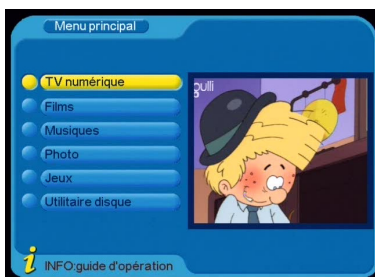 Menu principal
TV numérique
Films
Musiques
Photo
Jeux
Utilitaire disque
gulli
i INFO:guide d'opération